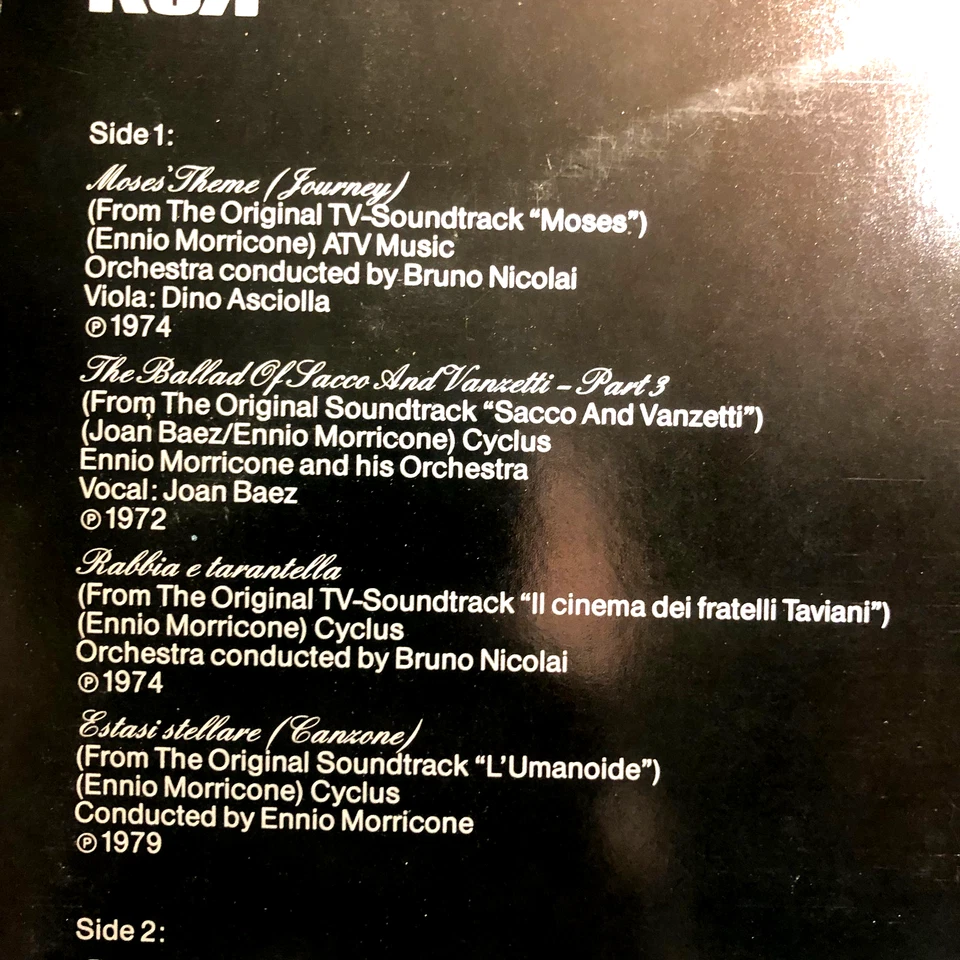 RCA
Side 1:
Moses' Theme (Journey)
(From The Original TV-Soundtrack “Moses”)
(Ennio Morricone) ATV Music
Orchestra conducted by Bruno Nicolai
Viola: Dino Asciolla
℗ 1974
The Ballad Of Sacco And Vanzetti – Part 3
(From The Original Soundtrack “Sacco And Vanzetti”)
(Joan Baez/Ennio Morricone) Cyclus
Ennio Morricone and his Orchestra
Vocal: Joan Baez
℗ 1972
Rabbia e tarantella
(From The Original TV-Soundtrack “Il cinema dei fratelli Taviani”)
(Ennio Morricone) Cyclus
Orchestra conducted by Bruno Nicolai
℗ 1974
Estasi stellare (Canzone)
(From The Original Soundtrack “L'Umanoide”)
(Ennio Morricone) Cyclus
Conducted by Ennio Morricone
℗ 1979
Side 2: